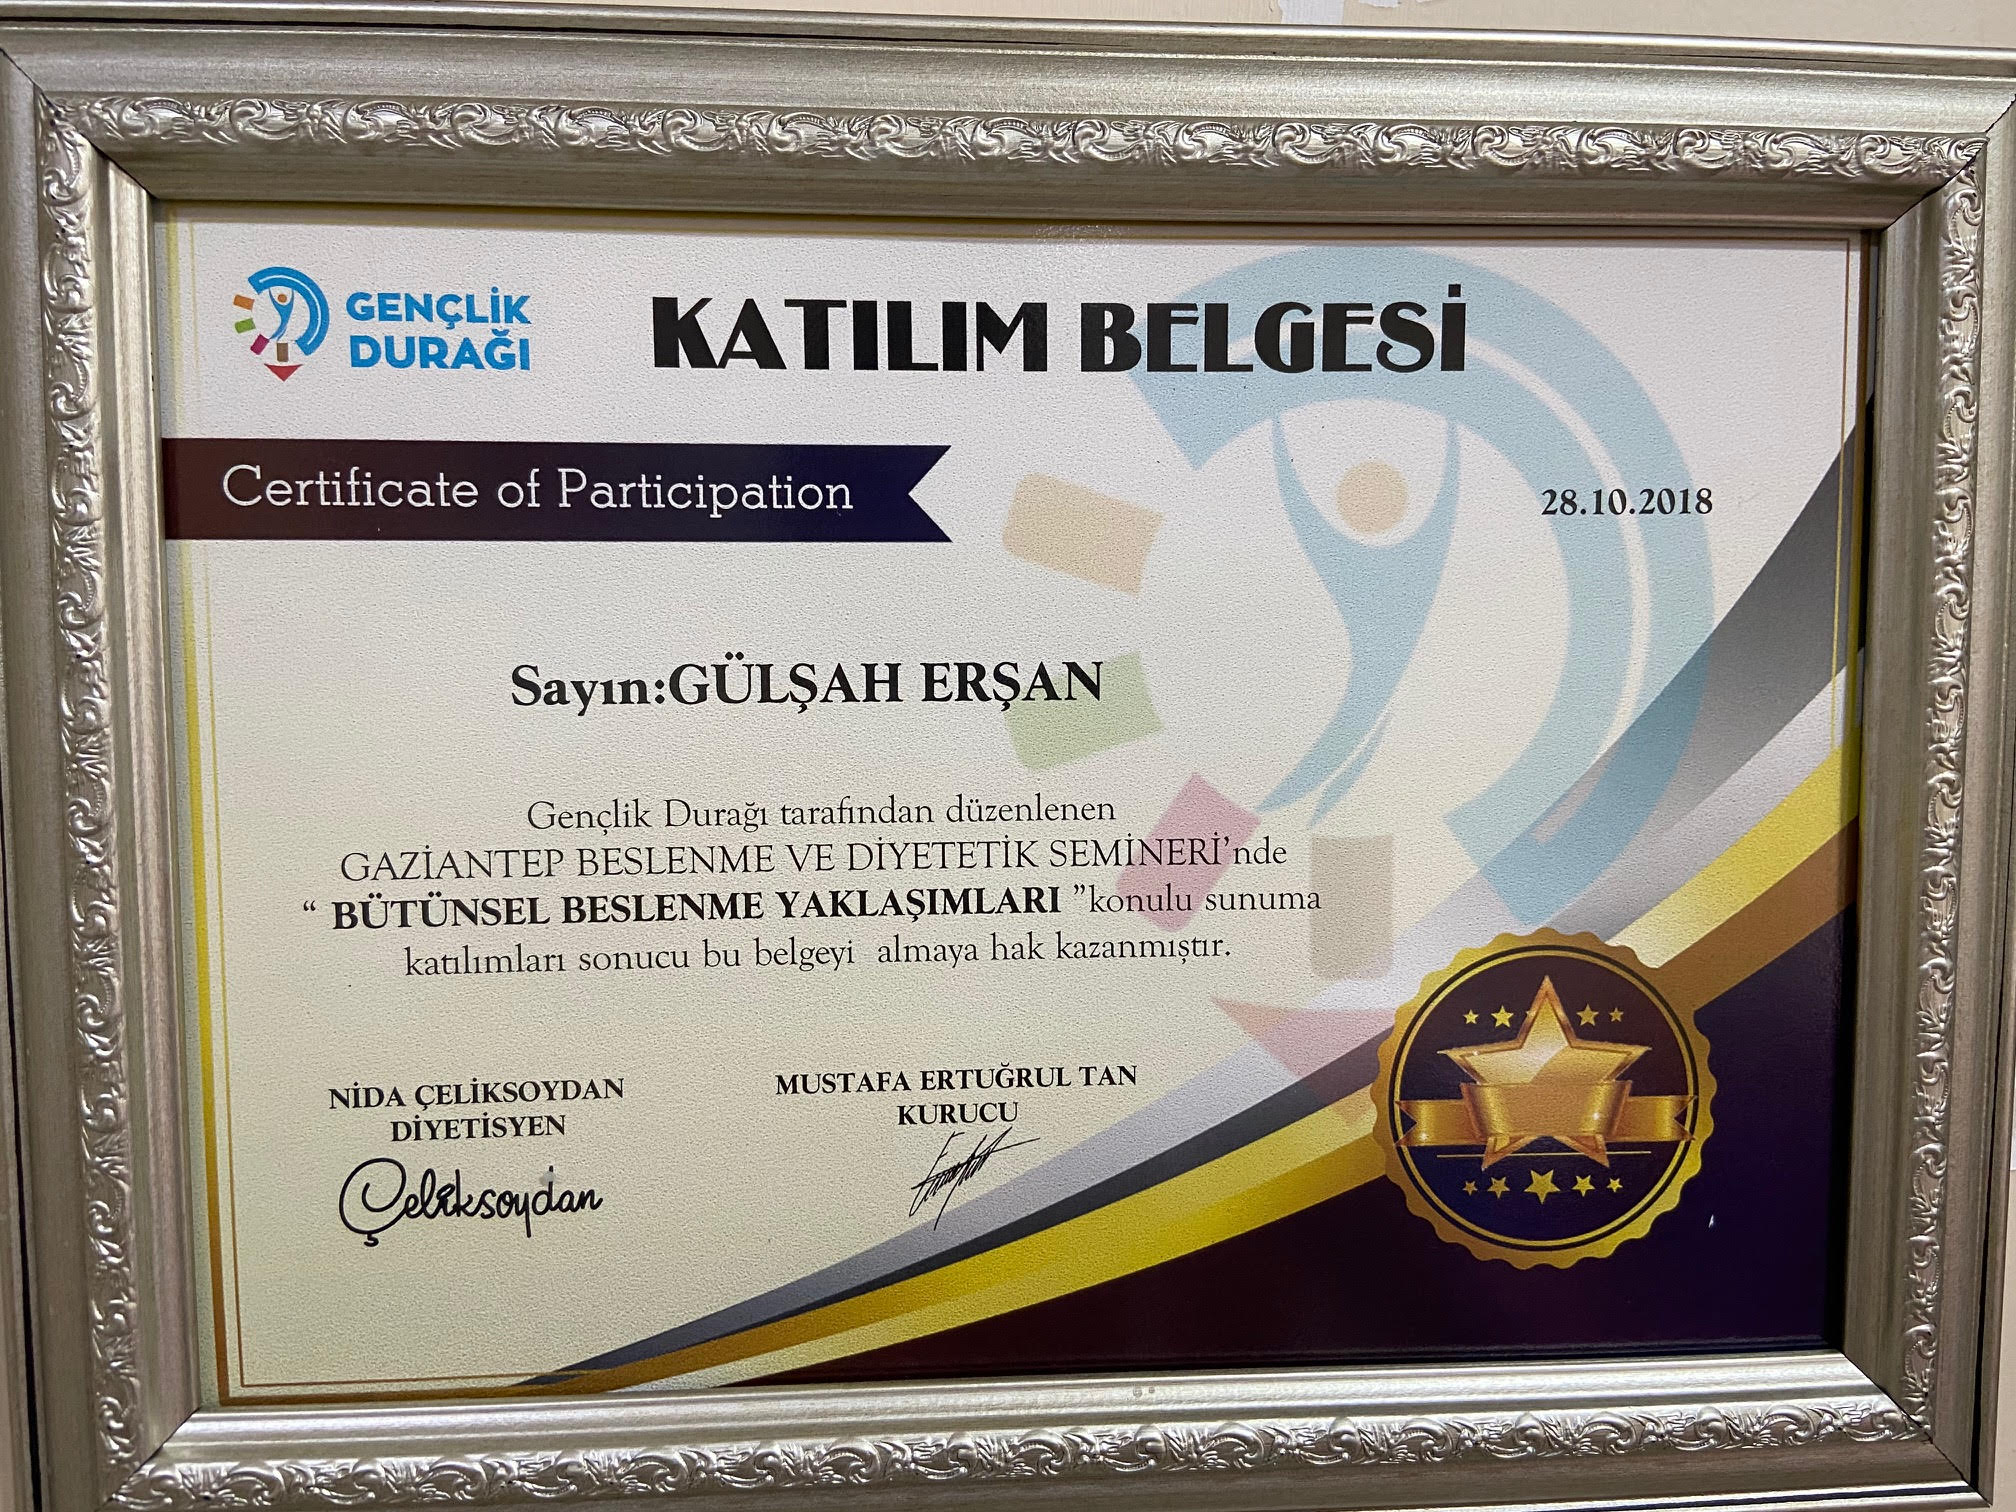 GENÇLİK
DURAĞI
KATILIM BELGESİ
Certificate of Participation
28.10.2018
Sayın:GÜLŞAH ERŞAN
Gençlik Durağı tarafından düzenlenen
GAZİANTEP BESLENME VE DİYETETİK SEMİNERİ'nde
“ BÜTÜNSEL BESLENME YAKLAŞIMLARI ”konulu sunuma
katılımları sonucu bu belgeyi almaya hak kazanmıştır.
NİDA ÇELİKSOYDAN
DİYETİSYEN
Çeliksoydan
MUSTAFA ERTUĞRUL TAN
KURUCU